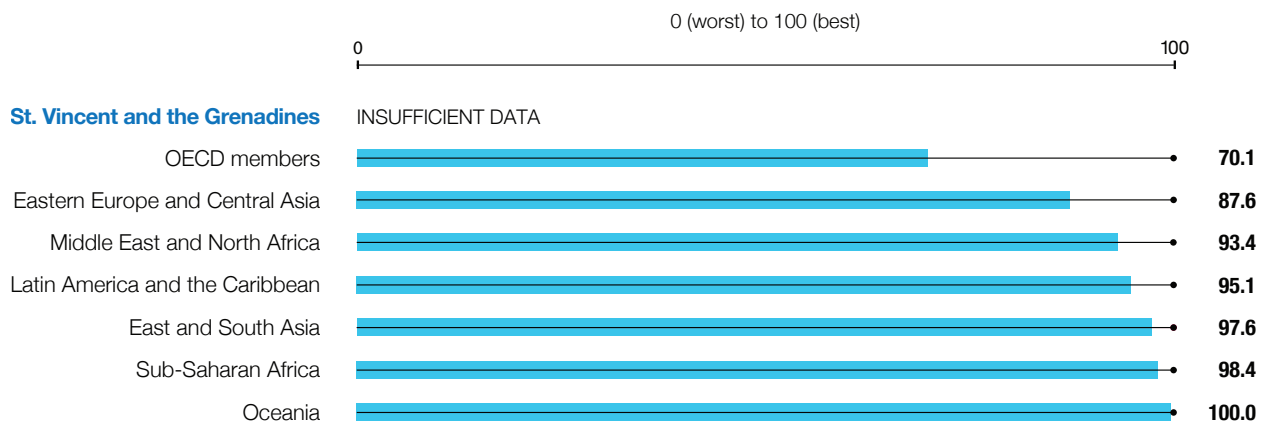 0 (worst) to 100 (best)
0 100
St. Vincent and the Grenadines INSUFFICIENT DATA
OECD members 70.1
Eastern Europe and Central Asia 87.6
Middle East and North Africa 93.4
Latin America and the Caribbean 95.1
East and South Asia 97.6
Sub-Saharan Africa 98.4
Oceania 100.0